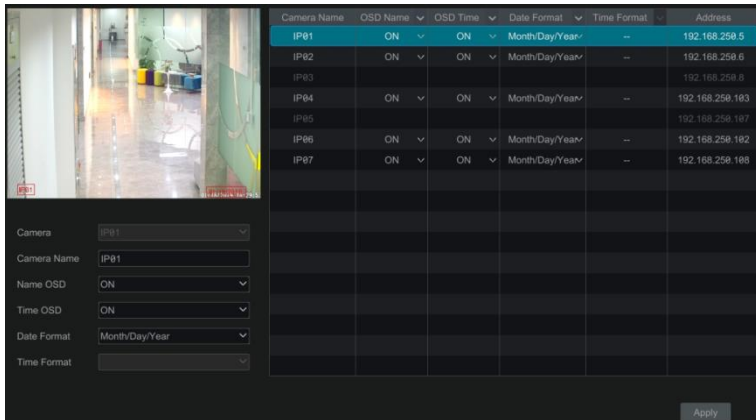 Camera Name OSD Name OSD Time Date Format Time Format Address
IP01 ON ON Month/Day/Year -- 192.168.250.5
IP02 ON ON Month/Day/Year -- 192.168.250.6
IP03 192.168.250.8
IP04 ON ON Month/Day/Year -- 192.168.250.103
IP05 192.168.250.107
IP06 ON ON Month/Day/Year -- 192.168.250.102
IP07 ON ON Month/Day/Year -- 192.168.250.108
IP01
Camera IP01
Camera Name IP01
Name OSD ON
Time OSD ON
Date Format Month/Day/Year
Time Format
Apply